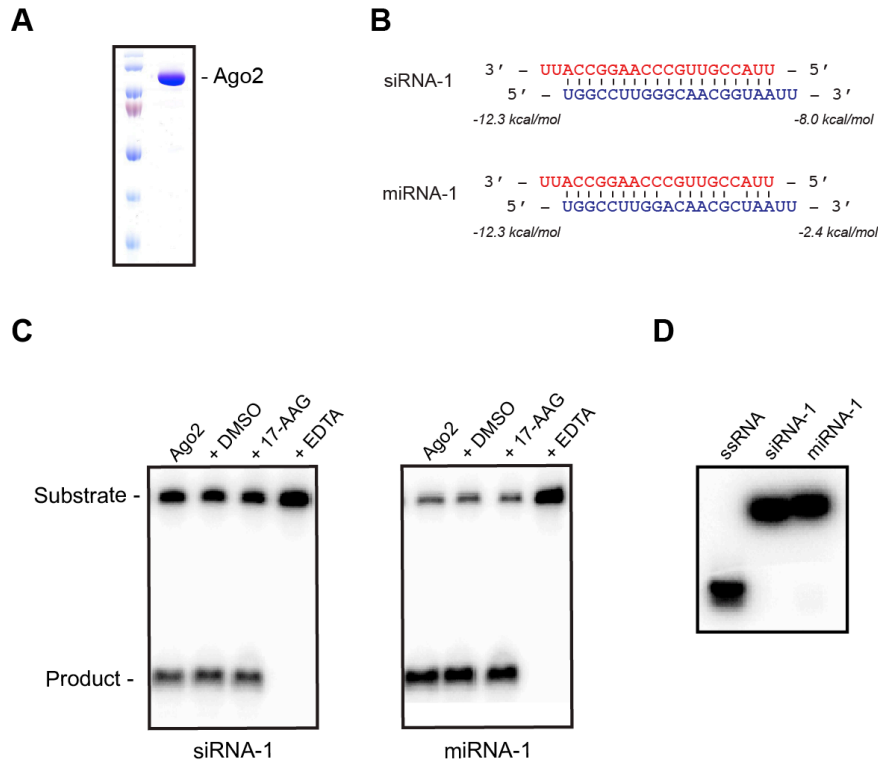 A
- Ago2
B
siRNA-1
3’ – UUACCGGAACCCGUUGCCAUU – 5’
5’ – UGGCCUUGGGCAACGGUAAUU – 3’
-12.3 kcal/mol
-8.0 kcal/mol
miRNA-1
3’ – UUACCGGAACCCGUUGCCAUU – 5’
5’ – UGGCCUUGGACAACGCUAAUU – 3’
-12.3 kcal/mol
-2.4 kcal/mol
C
Ago2
+ DMSO
+ 17-AAG
+ EDTA
Ago2
+ DMSO
+ 17-AAG
+ EDTA
Substrate -
Product -
siRNA-1
miRNA-1
D
ssRNA
siRNA-1
miRNA-1